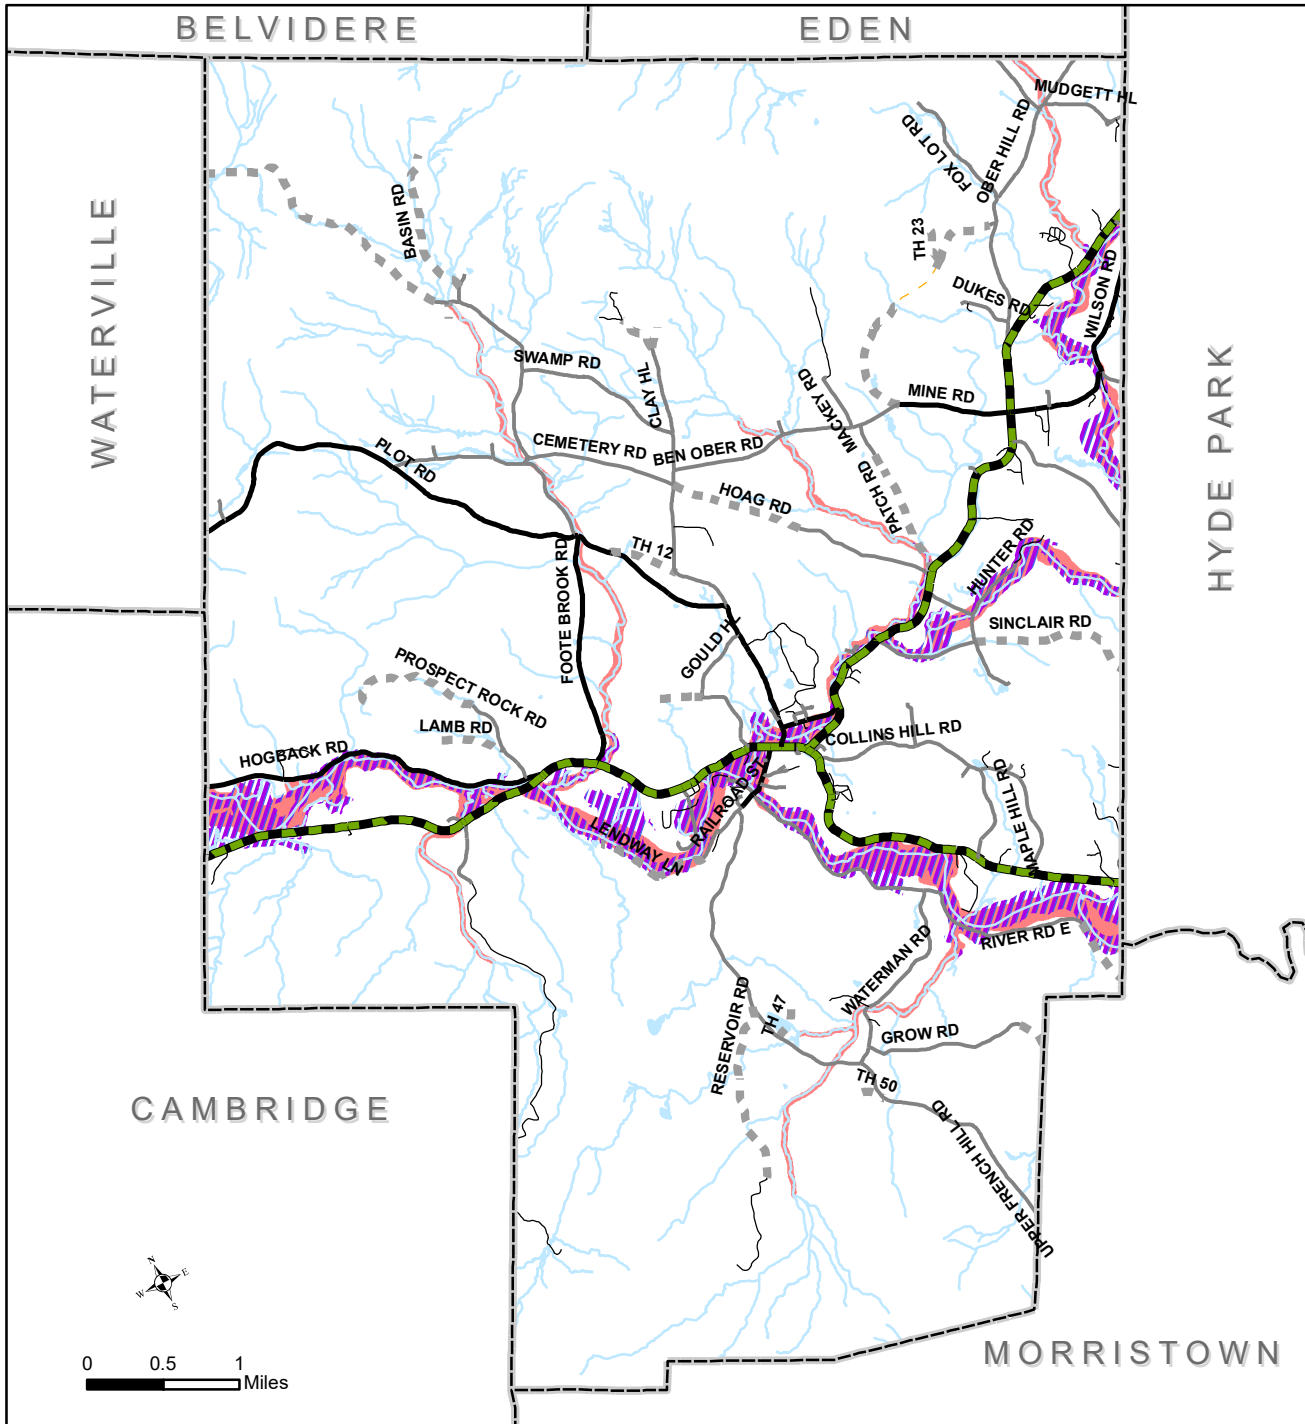 BELVIDERE
EDEN
MUDGETT HL
FOX LOT RD
OBER HILL RD
WATERVILLE
BASIN RD
TH 23
WILSON RD
DUKES RD
SWAMP RD
CLAY HL
MACKEY RD
MINE RD
HYDE PARK
PLOT RD
CEMETERY RD
BEN OBER RD
HOAG RD
PATCH RD
TH 12
HUNTER RD
FOOTE BROOK RD
SINCLAIR RD
GOULD HL
PROSPECT ROCK RD
LAMB RD
HOGBACK RD
COLLINS HILL RD
RAILROAD ST
MAPLE HILL RD
LENDWAY LN
WATERMAN RD
RIVER RD E
RESERVOIR RD
TH 47
GROW RD
TH 50
CAMBRIDGE
UPPER FRENCH HILL RD
N
E
W
S
MORRISTOWN
0 0.5 1
Miles